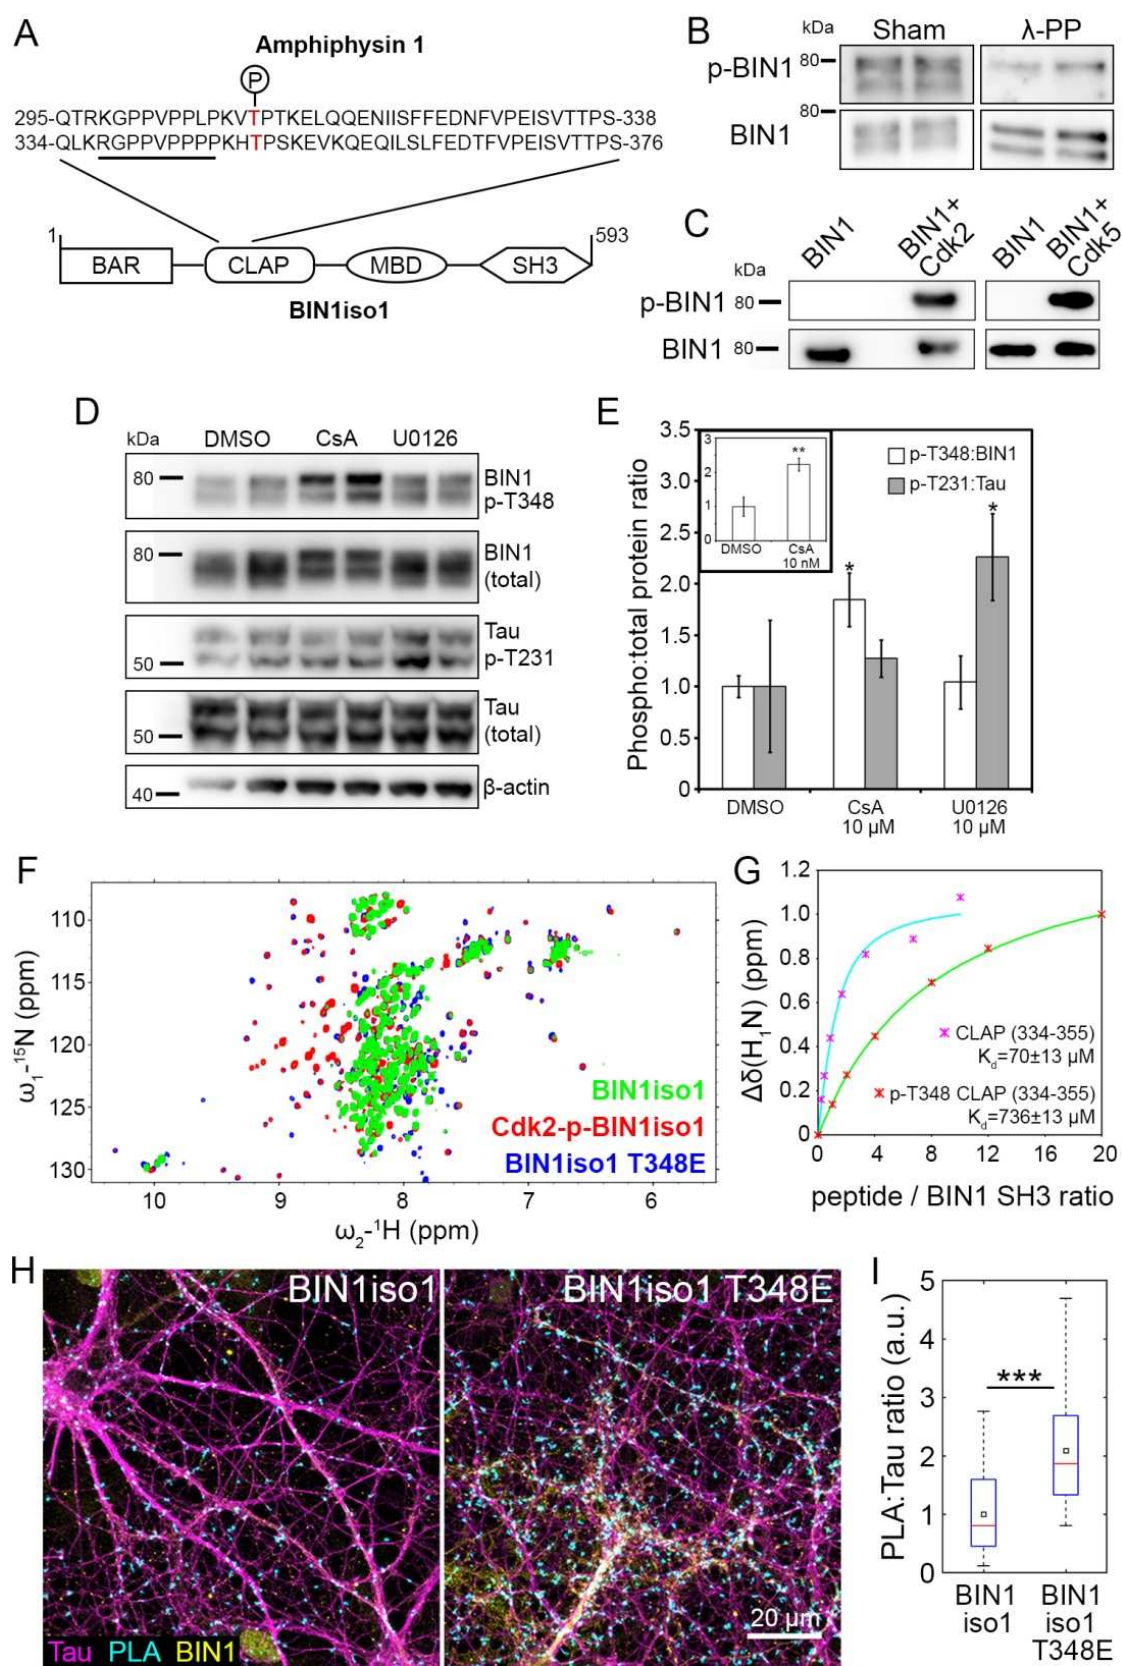 A
Amphiphysin 1
P
295-QTRKGPPVPPLPKVTPTKELQQENIISFFEDNFVPEISVTTPS-338
334-QLKRGPPVPPPPKHTPSKEVKQEQILSLFEDTFVPEISVTTPS-376
1
593
BAR
CLAP
MBD
SH3
BIN1iso1
B
kDa
Sham
λ-PP
p-BIN1
80
80
BIN1
C
kDa
BIN1
BIN1+
Cdk2
BIN1
BIN1+
Cdk5
p-BIN1
80
BIN1
80
D
kDa
DMSO
CsA
U0126
80
BIN1
p-T348
80
BIN1
(total)
Tau
50
p-T231
Tau
50
(total)
40
β-actin
E
Phospho:total protein ratio
3.5
3.0
2.5
2.0
1.5
1.0
0.5
0
3
2
1
0
**
DMSO
CsA
10 nM
p-T348:BIN1
p-T231:Tau
*
*
DMSO
CsA
10 µM
U0126
10 µM
F
ω1-15N (ppm)
110
115
120
125
130
BIN1iso1
Cdk2-p-BIN1iso1
BIN1iso1 T348E
10
9
8
7
6
ω2-1H (ppm)
G
Δδ(H1N) (ppm)
1.2
1.0
0.8
0.6
0.4
0.2
0
CLAP (334-355)
Kd=70±13 µM
p-T348 CLAP (334-355)
Kd=736±13 µM
0
4
8
12
16
20
peptide / BIN1 SH3 ratio
H
BIN1iso1
BIN1iso1 T348E
Tau PLA BIN1
20 µm
I
PLA:Tau ratio (a.u.)
5
4
3
2
1
0
***
BIN1
iso1
BIN1
iso1
T348E